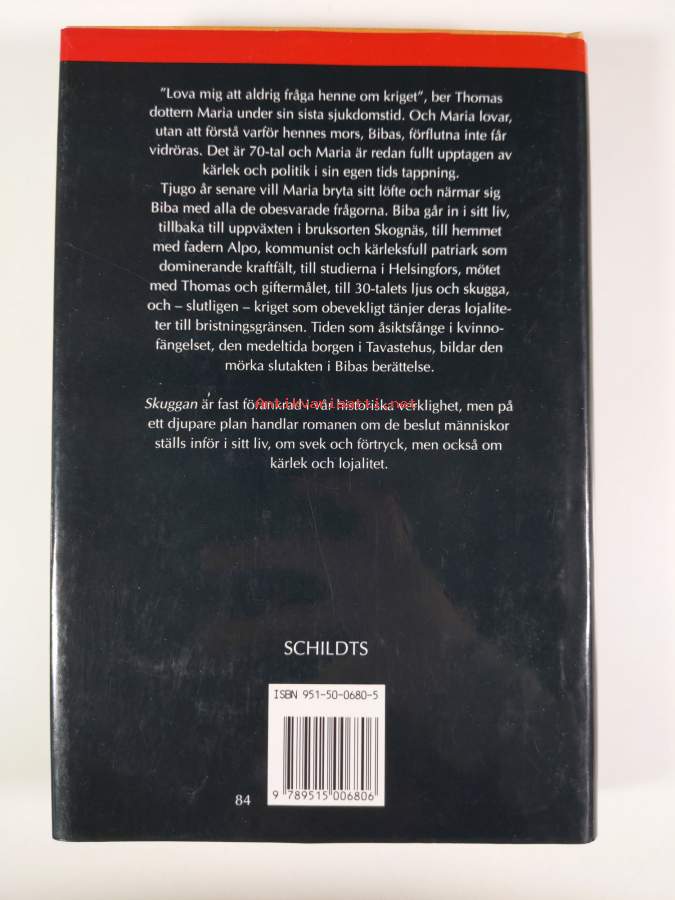 ”Lova mig att aldrig fråga henne om kriget”, ber Thomas
dottern Maria under sin sista sjukdomstid. Och Maria lovar,
utan att förstå varför hennes mors, Bibas, förflutna inte får
vidröras. Det är 70-tal och Maria är redan fullt upptagen av
kärlek och politik i sin egen tids tappning.
Tjugo år senare vill Maria bryta sitt löfte och närmar sig
Biba med alla de obesvarade frågorna. Biba går in i sitt liv,
tillbaka till uppväxten i bruksorten Skognäs, till hemmet
med fadern Alpo, kommunist och kärleksfull patriark som
dominerande kraftfält, till studierna i Helsingfors, mötet
med Thomas och giftermålet, till 30-talets ljus och skugga,
och – slutligen – kriget som obevekligt tänjer deras lojalite-
ter till bristningsgränsen. Tiden som åsiktsfånge i kvinno-
fängelset, den medeltida borgen i Tavastehus, bildar den
mörka slutakten i Bibas berättelse.
Skuggan är fast förankrad i vår historiska verklighet, men på
ett djupare plan handlar romanen om de beslut människor
ställs inför i sitt liv, om svek och förtryck, men också om
kärlek och lojalitet.
SCHILDTS
ISBN 951-50-0680-5
9 789515 006806
84